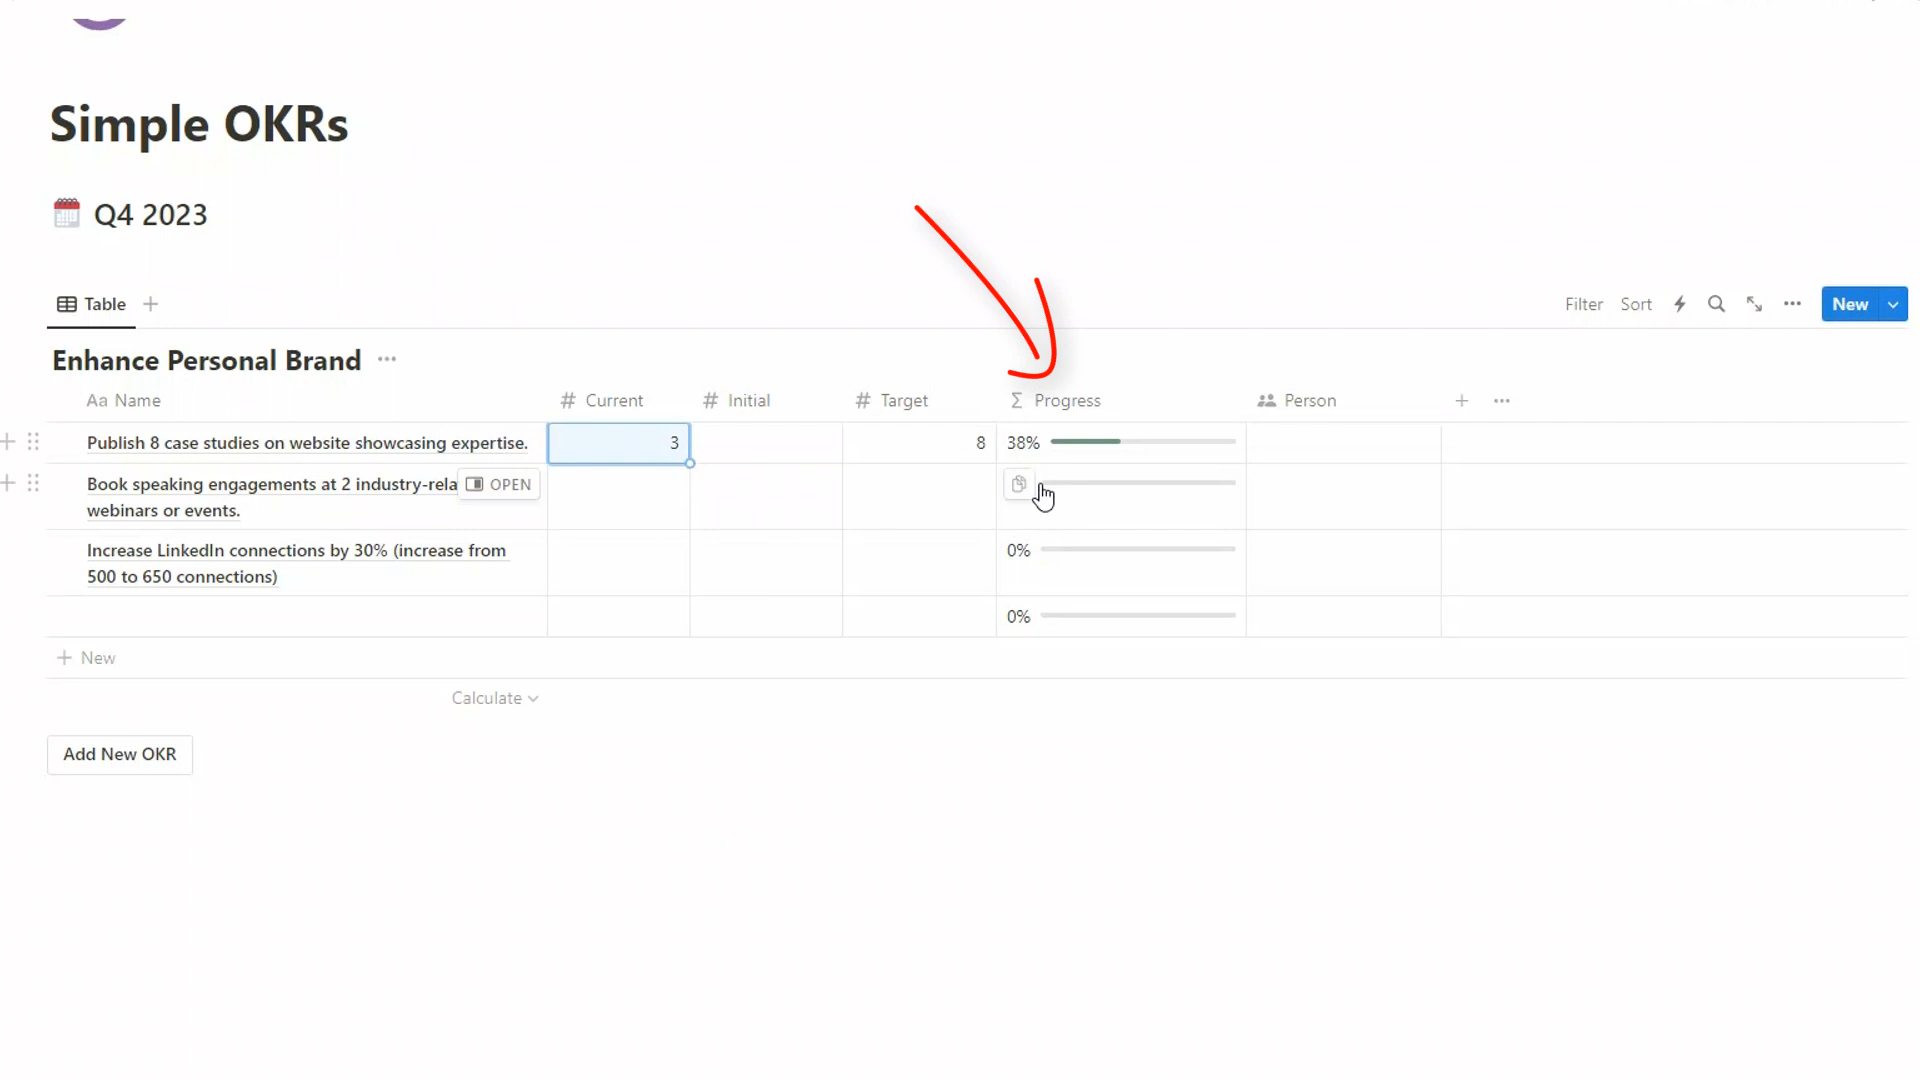 Simple OKRs
Q4 2023
Table
Filter Sort New
Enhance Personal Brand
Aa Name # Current # Initial # Target Σ Progress Person
Publish 8 case studies on website showcasing expertise. 3 8 38%
Book speaking engagements at 2 industry-rela OPEN
webinars or events.
Increase LinkedIn connections by 30% (increase from 0%
500 to 650 connections)
0%
+ New
Calculate
Add New OKR